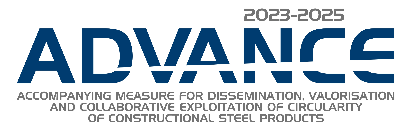 2023-2025
ADVANCE
ACCOMPANYING MEASURE FOR DISSEMINATION, VALORISATION
AND COLLABORATIVE EXPLOITATION OF CIRCULARITY
OF CONSTRUCTIONAL STEEL PRODUCTS